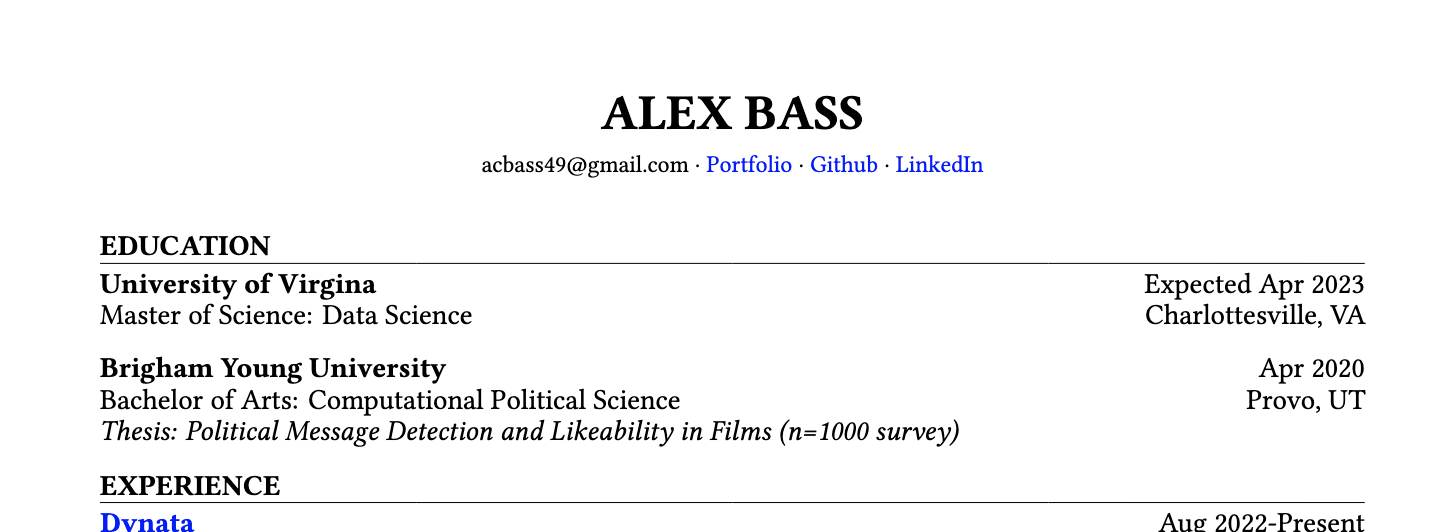 ALEX BASS
acbass49@gmail.com · Portfolio · Github · LinkedIn
EDUCATION
University of Virgina Expected Apr 2023
Master of Science: Data Science Charlottesville, VA
Brigham Young University Apr 2020
Bachelor of Arts: Computational Political Science Provo, UT
Thesis: Political Message Detection and Likeability in Films (n=1000 survey)
EXPERIENCE
Dynata Aug 2022-Present